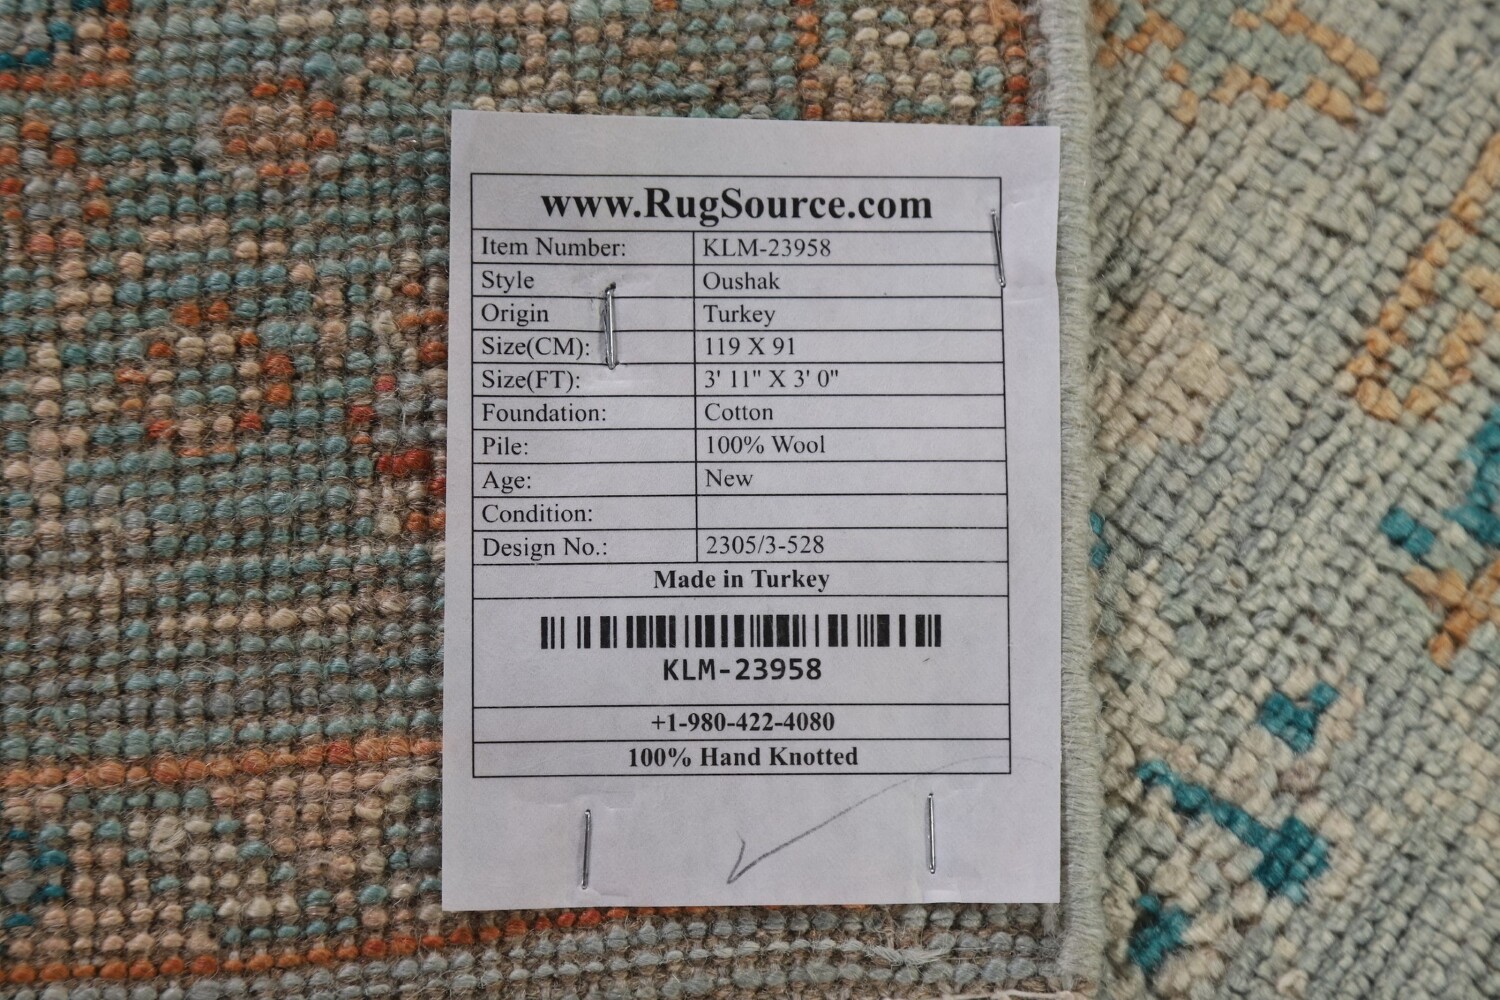 www.RugSource.com
Item Number: KLM-23958
Style Oushak
Origin Turkey
Size(CM): 119 X 91
Size(FT): 3' 11" X 3' 0"
Foundation: Cotton
Pile: 100% Wool
Age: New
Condition:
Design No.: 2305/3-528
Made in Turkey
KLM-23958
+1-980-422-4080
100% Hand Knotted